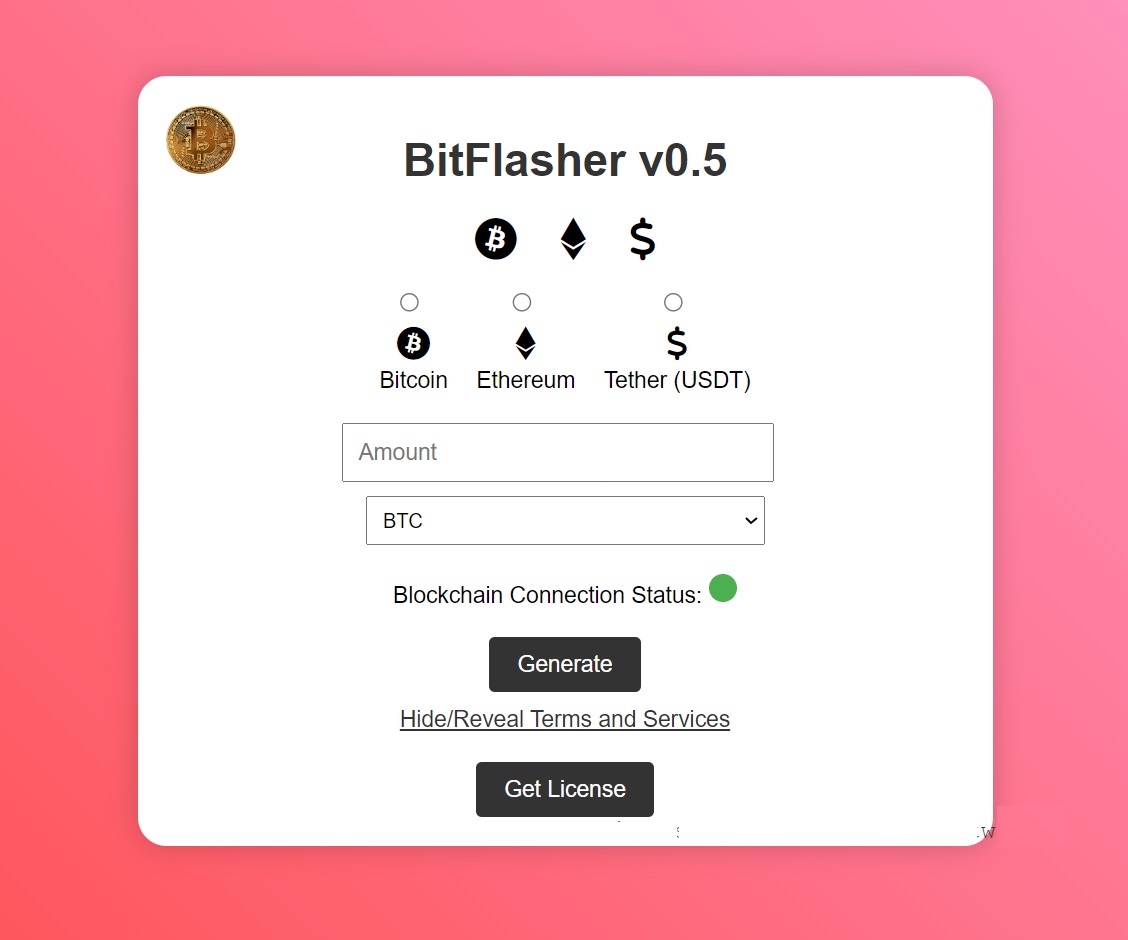 BitFlasher v0.5
Bitcoin Ethereum Tether (USDT)
Amount
BTC
Blockchain Connection Status:
Generate
Hide/Reveal Terms and Services
Get License